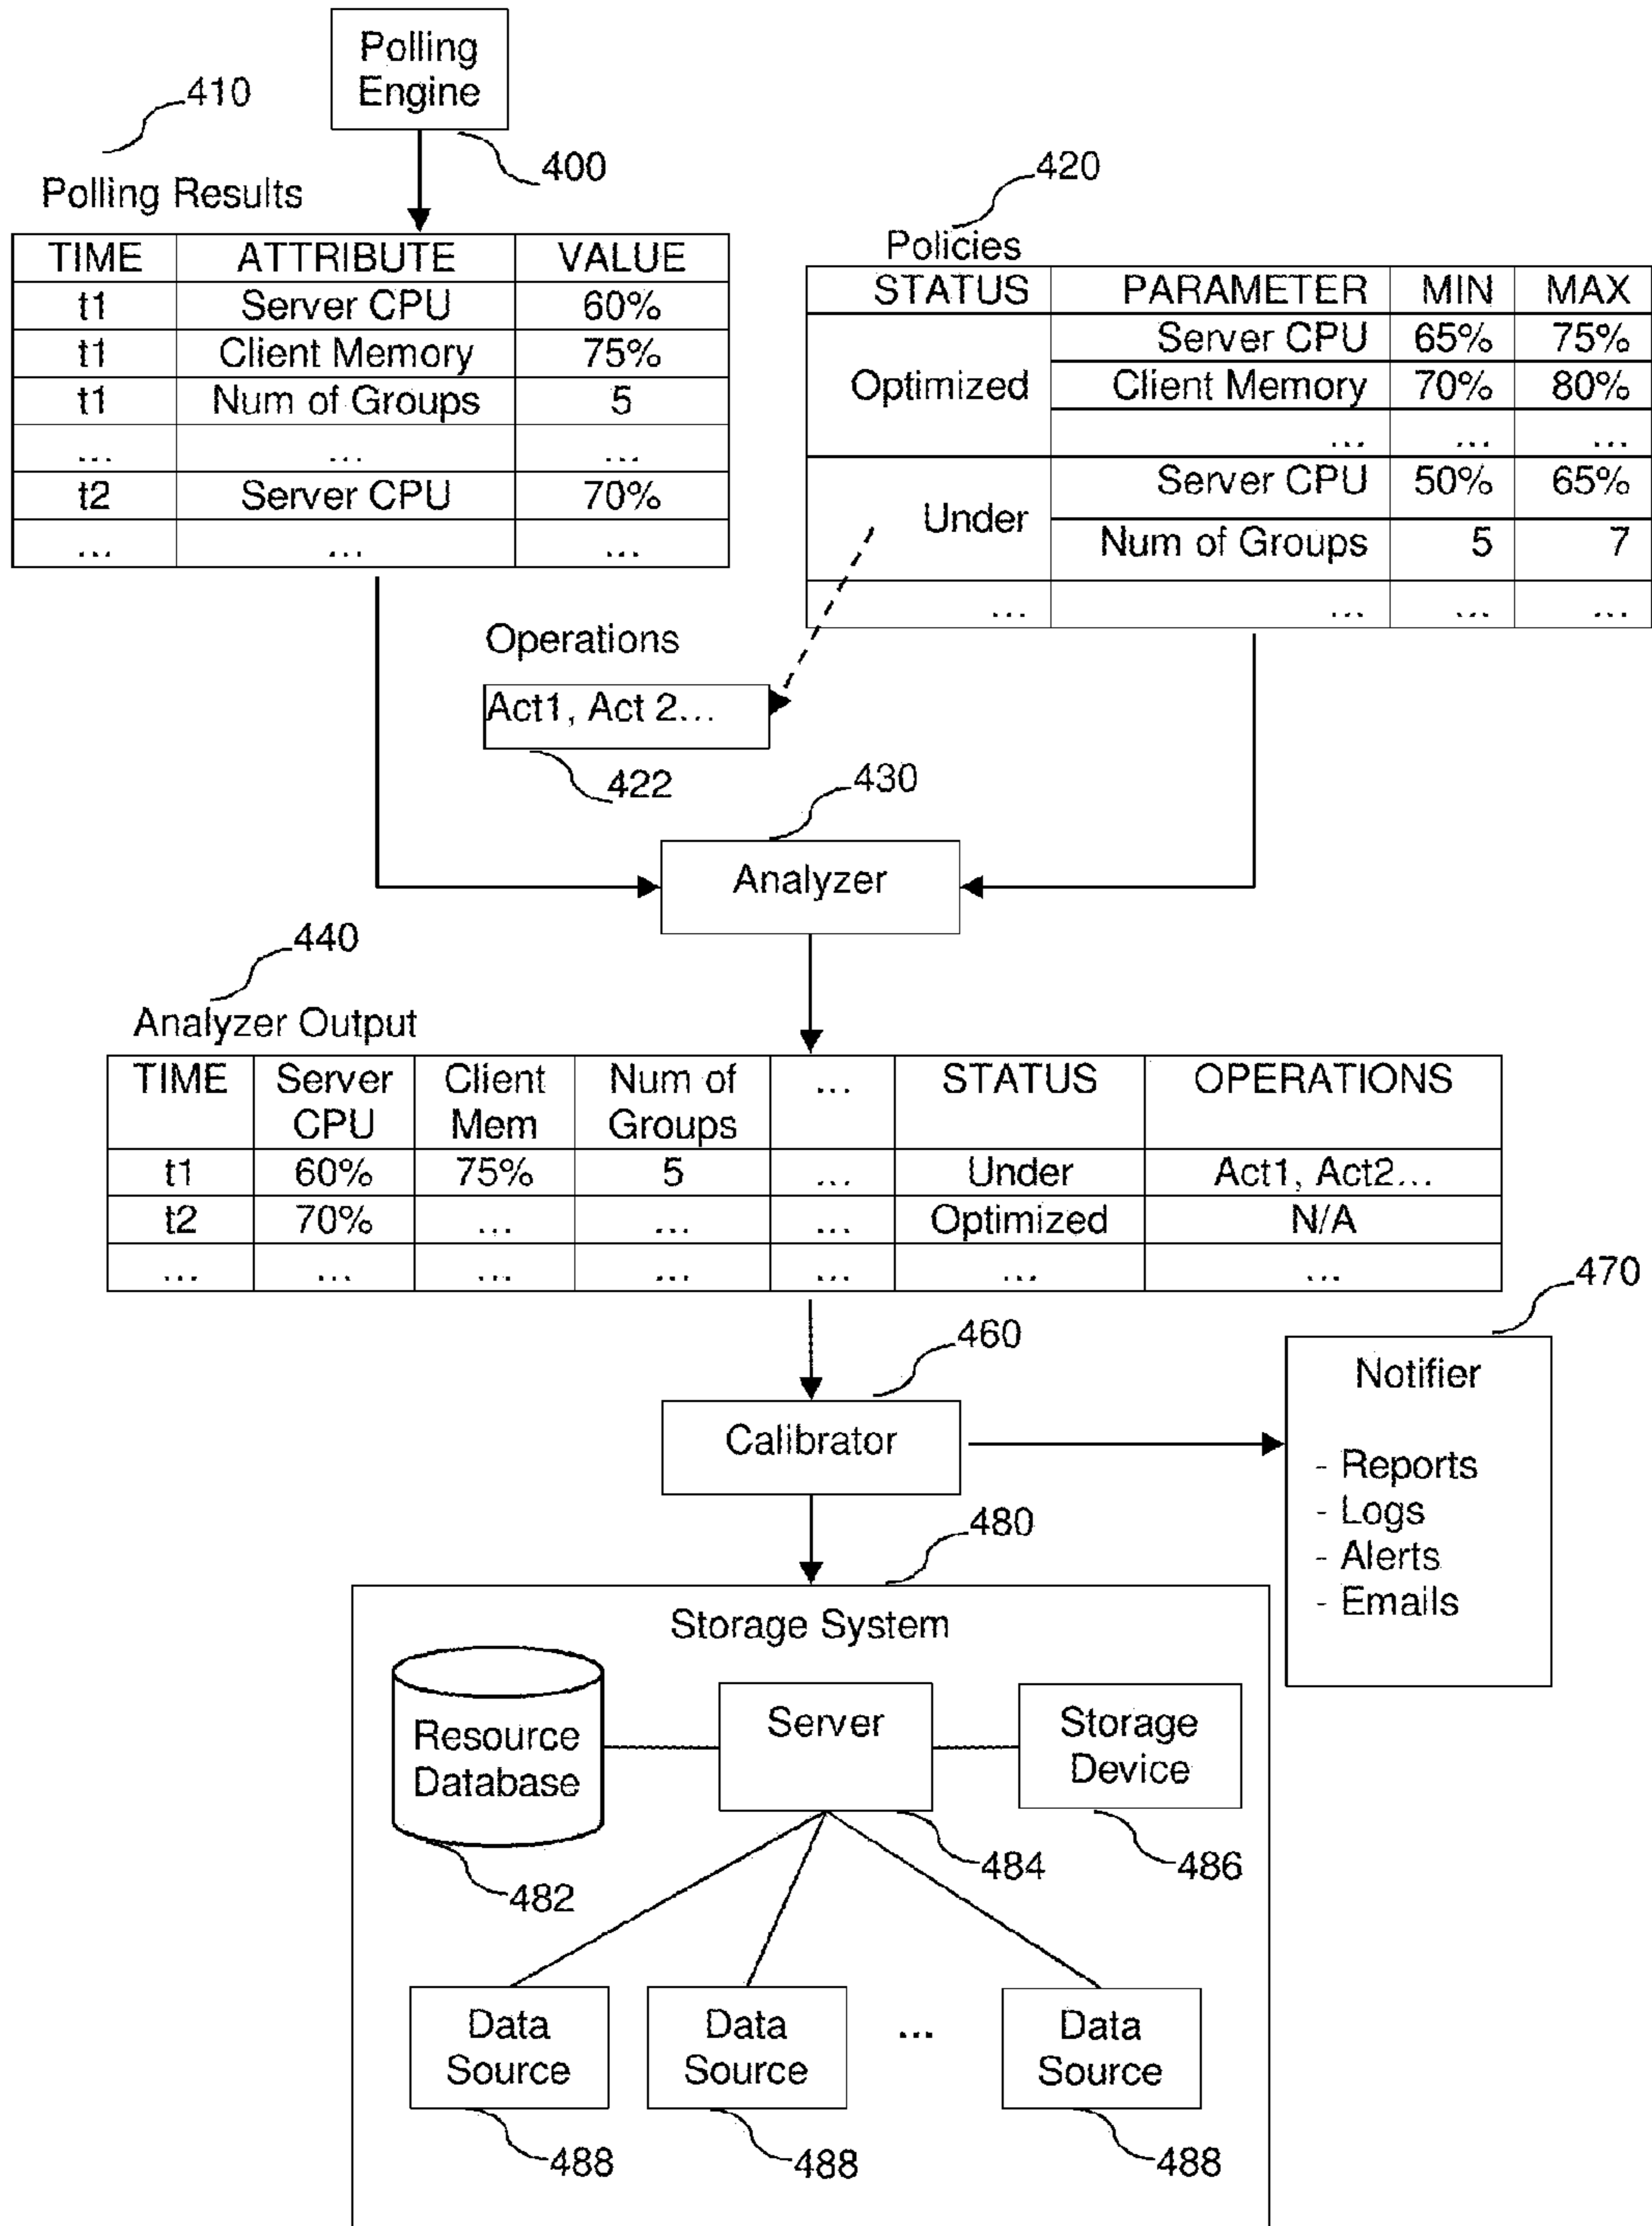 Polling
Engine
410
400
Polling Results
TIME ATTRIBUTE VALUE
t1 Server CPU 60%
t1 Client Memory 75%
t1 Num of Groups 5
... ... ...
t2 Server CPU 70%
... ... ...
420
Policies
STATUS PARAMETER MIN MAX
Optimized Server CPU 65% 75%
Client Memory 70% 80%
... ... ...
Under Server CPU 50% 65%
Num of Groups 5 7
... ... ... ...
Operations
Act1, Act 2...
422
430
Analyzer
440
Analyzer Output
TIME Server CPU Client Mem Num of Groups ... STATUS OPERATIONS
t1 60% 75% 5 ... Under Act1, Act2...
t2 70% ... ... ... Optimized N/A
... ... ... ... ... ... ...
460
Calibrator
470
Notifier
- Reports
- Logs
- Alerts
- Emails
480
Storage System
Resource
Database
482
Server
484
Storage
Device
486
Data
Source
488
Data
Source
488
...
Data
Source
488